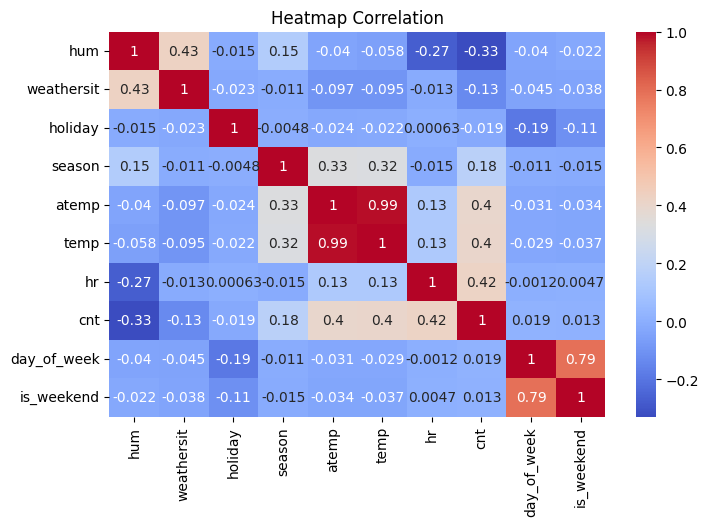 Heatmap Correlation
hum 1 0.43 -0.015 0.15 -0.04 -0.058 -0.27 -0.33 -0.04 -0.022
weathersit 0.43 1 -0.023 -0.011 -0.097 -0.095 -0.013 -0.13 -0.045 -0.038
holiday -0.015 -0.023 1 -0.0048 -0.024 -0.022 0.00063 -0.019 -0.19 -0.11
season 0.15 -0.011 -0.0048 1 0.33 0.32 -0.015 0.18 -0.011 -0.015
atemp -0.04 -0.097 -0.024 0.33 1 0.99 0.13 0.4 -0.031 -0.034
temp -0.058 -0.095 -0.022 0.32 0.99 1 0.13 0.4 -0.029 -0.037
hr -0.27 -0.013 0.00063 -0.015 0.13 0.13 1 0.42 -0.0012 0.0047
cnt -0.33 -0.13 -0.019 0.18 0.4 0.4 0.42 1 0.019 0.013
day_of_week -0.04 -0.045 -0.19 -0.011 -0.031 -0.029 -0.0012 0.019 1 0.79
is_weekend -0.022 -0.038 -0.11 -0.015 -0.034 -0.037 0.0047 0.013 0.79 1
hum weathersit holiday season atemp temp hr cnt day_of_week is_weekend
1.0
0.8
0.6
0.4
0.2
0.0
−0.2